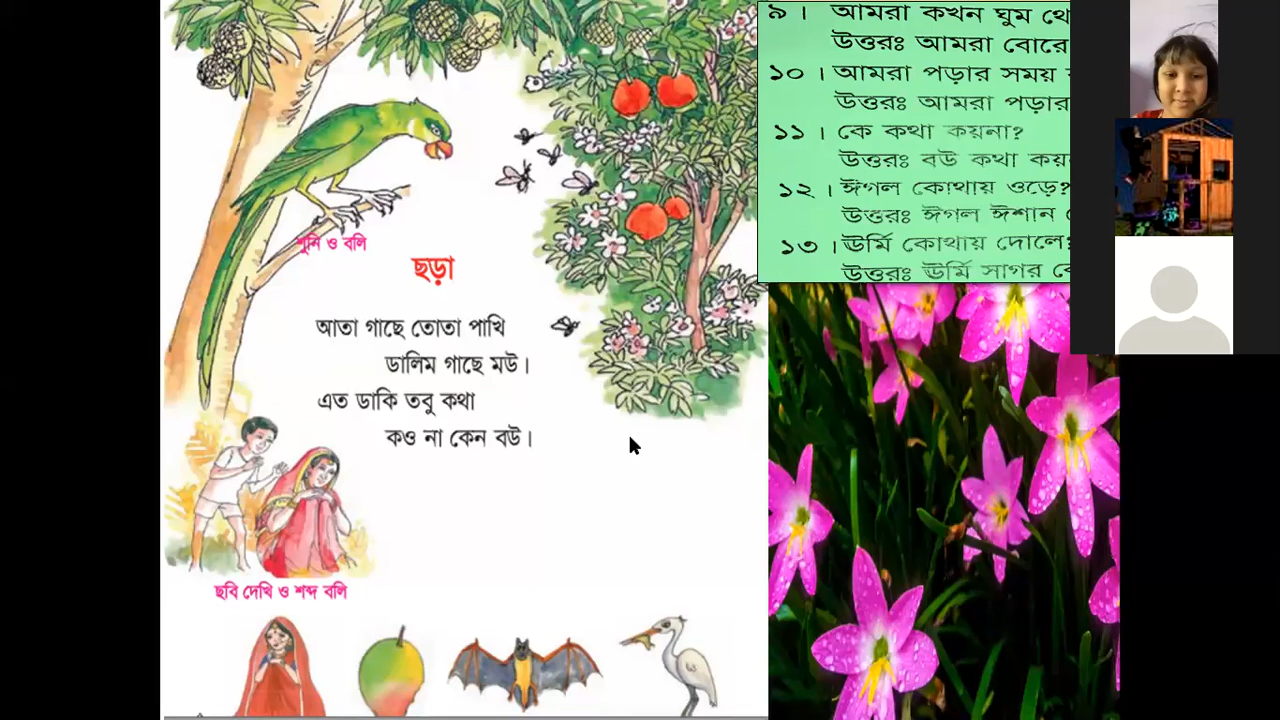 শুনি ও বলি
ছড়া
আতা গাছে তোতা পাখি
ডালিম গাছে মউ।
এত ডাকি তবু কথা
কও না কেন বউ।
ছবি দেখি ও শব্দ বলি
৯। আমরা কখন ঘুম থে
উত্তরঃ আমরা বোরে
১০। আমরা পড়ার সময়
উত্তরঃ আমরা পড়ার
১১। কে কথা কয়না?
উত্তরঃ বউ কথা কয়
১২। ঈগল কোথায় ওড়ে?
উত্তরঃ ঈগল ঈশান
১৩। ঊর্মি কোথায় দোলে?
উত্তরঃ ঊর্মি সাগর